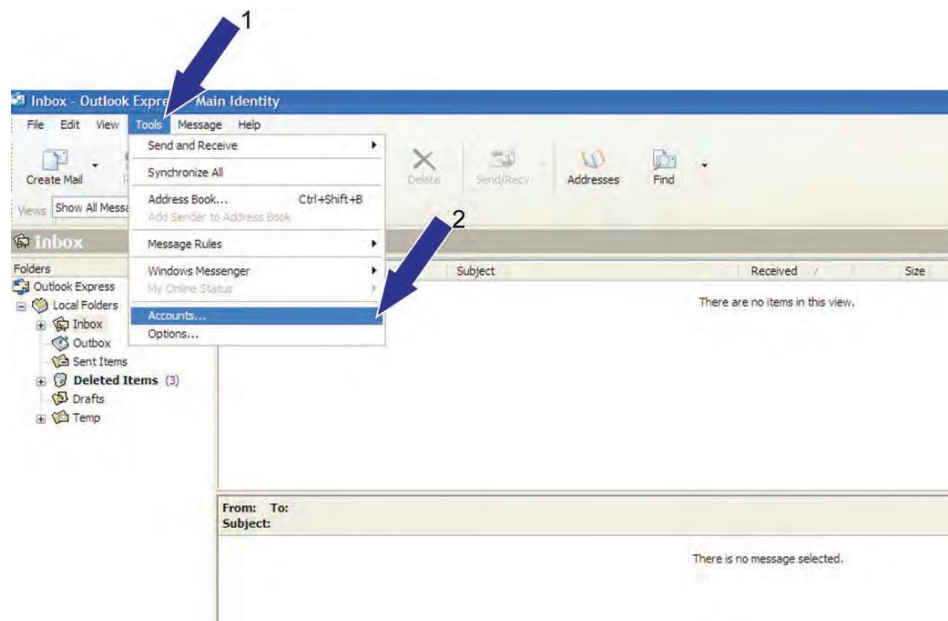 1
Inbox - Outlook Expre Main Identity
File Edit View Tools Message Help
Send and Receive
Create Mail
Synchronize All
Delete
Send/Recv
Addresses
Find
Address Book... Ctrl+Shift+B
Views Show All Messa
Add Sender to Address Book
2
Inbox
Message Rules
Folders
Windows Messenger
Subject
Received
Size
Outlook Express
My Online Status
There are no items in this view.
Local Folders
Accounts...
Inbox
Options...
Outbox
Sent Items
Deleted Items (3)
Drafts
Temp
From: To:
Subject:
There is no message selected.